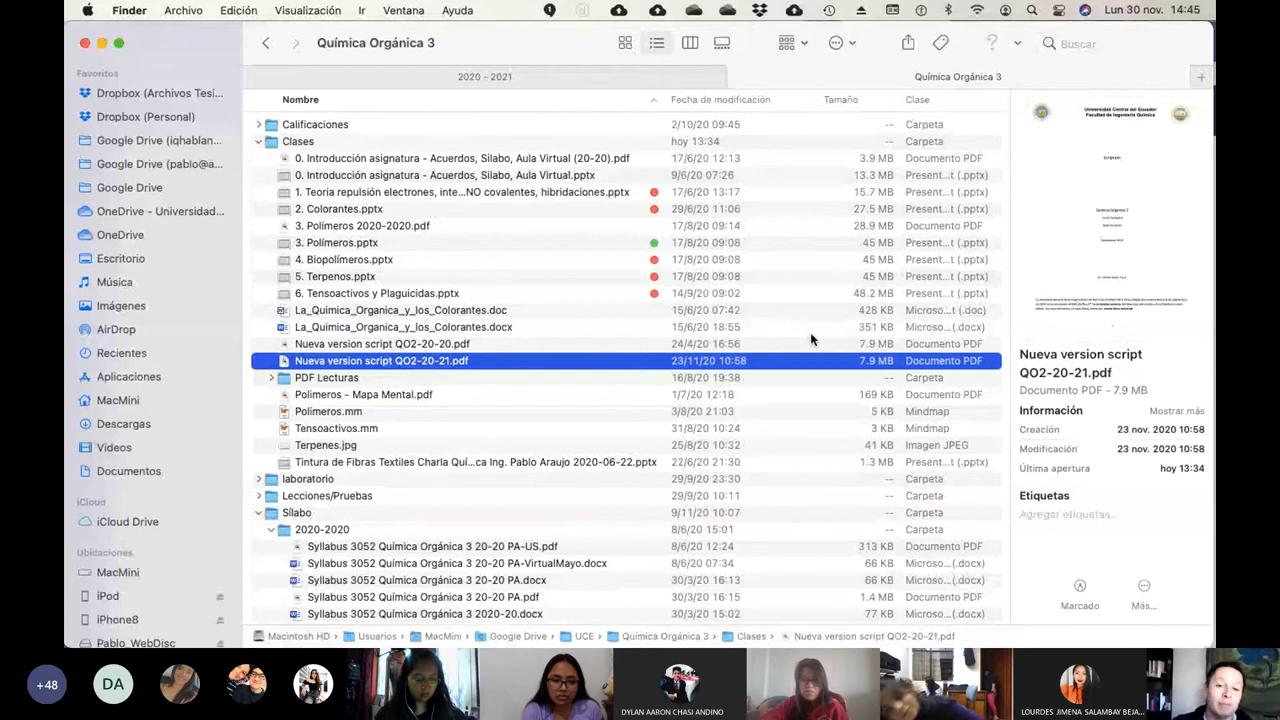 Finder Archivo Edición Visualización Ir Ventana Ayuda Lun 30 nov. 14:45
Química Orgánica 3 Buscar
2020 - 2021 Química Orgánica 3
Favoritos
Dropbox (Archivos Tesi...
Dropbox (Personal)
Google Drive (iqhablan...
Google Drive (pablo@a...
Google Drive
OneDrive - Universidad...
OneDrive
Escritorio
Música
Imágenes
AirDrop
Recientes
Aplicaciones
MacMini
Descargas
Vídeos
Documentos
iCloud
iCloud Drive
Ubicaciones
MacMini
iPod
iPhone8
Pablo_WebDisc
Nombre Fecha de modificación Tamaño Clase
Calificaciones 2/10/20 09:45 -- Carpeta
Clases hoy 13:34 -- Carpeta
0. Introducción asignatura - Acuerdos, Silabo, Aula Virtual (20-20).pdf 17/6/20 12:13 3.9 MB Documento PDF
0. Introducción asignatura - Acuerdos, Silabo, Aula Virtual.pptx 9/6/20 07:26 13.3 MB Present...t (.pptx)
1. Teoria repulsión electrones, inte...NO covalentes, hibridaciones.pptx 17/6/20 13:17 15.7 MB Present...t (.pptx)
2. Colorantes.pptx 29/6/20 11:06 27.5 MB Present...t (.pptx)
3. Polímeros 2020-2020.pdf 17/8/20 09:14 28.9 MB Documento PDF
3. Polímeros.pptx 17/8/20 09:08 45 MB Present...t (.pptx)
4. Biopolímeros.pptx 17/8/20 09:08 45 MB Present...t (.pptx)
5. Terpenos.pptx 17/8/20 09:08 45 MB Present...t (.pptx)
6. Tensoactivos y Plaguicidas.pptx 14/9/20 09:02 48.2 MB Present...t (.pptx)
La_Quimica_Organica_y_los_Colorantes.doc 15/6/20 07:44 428 KB Microso...t (.doc)
La_Quimica_Organica_y_los_Colorantes.docx 15/6/20 18:55 351 KB Microso...(.docx)
Nueva version script QO2-20-20.pdf 24/4/20 16:56 7.9 MB Documento PDF
Nueva version script QO2-20-21.pdf 23/11/20 10:58 7.9 MB Documento PDF
PDF Lecturas 16/8/20 19:38 -- Carpeta
Polimeros - Mapa Mental.pdf 1/7/20 12:18 169 KB Documento PDF
Polimeros.mm 3/8/20 21:03 5 KB Mindmap
Tensoactivos.mm 31/8/20 10:24 3 KB Mindmap
Terpenes.jpg 25/8/20 10:32 41 KB Imagen JPEG
Tintura de Fibras Textiles Charla Quí...ca Ing. Pablo Araujo 2020-06-22.pptx 22/6/20 21:30 1.3 MB Present...t (.pptx)
laboratorio 29/9/20 23:30 -- Carpeta
Lecciones/Pruebas 29/9/20 10:11 -- Carpeta
Sílabo 9/11/20 10:07 -- Carpeta
2020-2020 8/6/20 15:01 -- Carpeta
Syllabus 3052 Química Orgánica 3 20-20 PA-US.pdf 8/6/20 12:24 313 KB Documento PDF
Syllabus 3052 Química Orgánica 3 20-20 PA-VirtualMayo.docx 8/6/20 07:34 66 KB Microso...(.docx)
Syllabus 3052 Química Orgánica 3 20-20 PA.docx 30/3/20 16:13 66 KB Microso...(.docx)
Syllabus 3052 Química Orgánica 3 20-20 PA.pdf 30/3/20 16:15 1.4 MB Documento PDF
Syllabus 3052 Química Orgánica 3 2020-20.docx 30/3/20 15:02 77 KB Microso...(.docx)
Universidad Central del Ecuador
Facultad de Ingeniería Química
Nueva version script
QO2-20-21.pdf
Documento PDF - 7.9 MB
Información Mostrar más
Creación 23 nov. 2020 10:58
Modificación 23 nov. 2020 10:58
Última apertura hoy 13:34
Etiquetas
Agregar etiquetas...
Marcado Más...
Macintosh HD Usuarios MacMini Google Drive UCE Química Orgánica 3 Clases Nueva version script QO2-20-21.pdf
+48 DA
DYLAN AARON CHASI ANDINO
LOURDES JIMENA SALAMBAY BEJA...